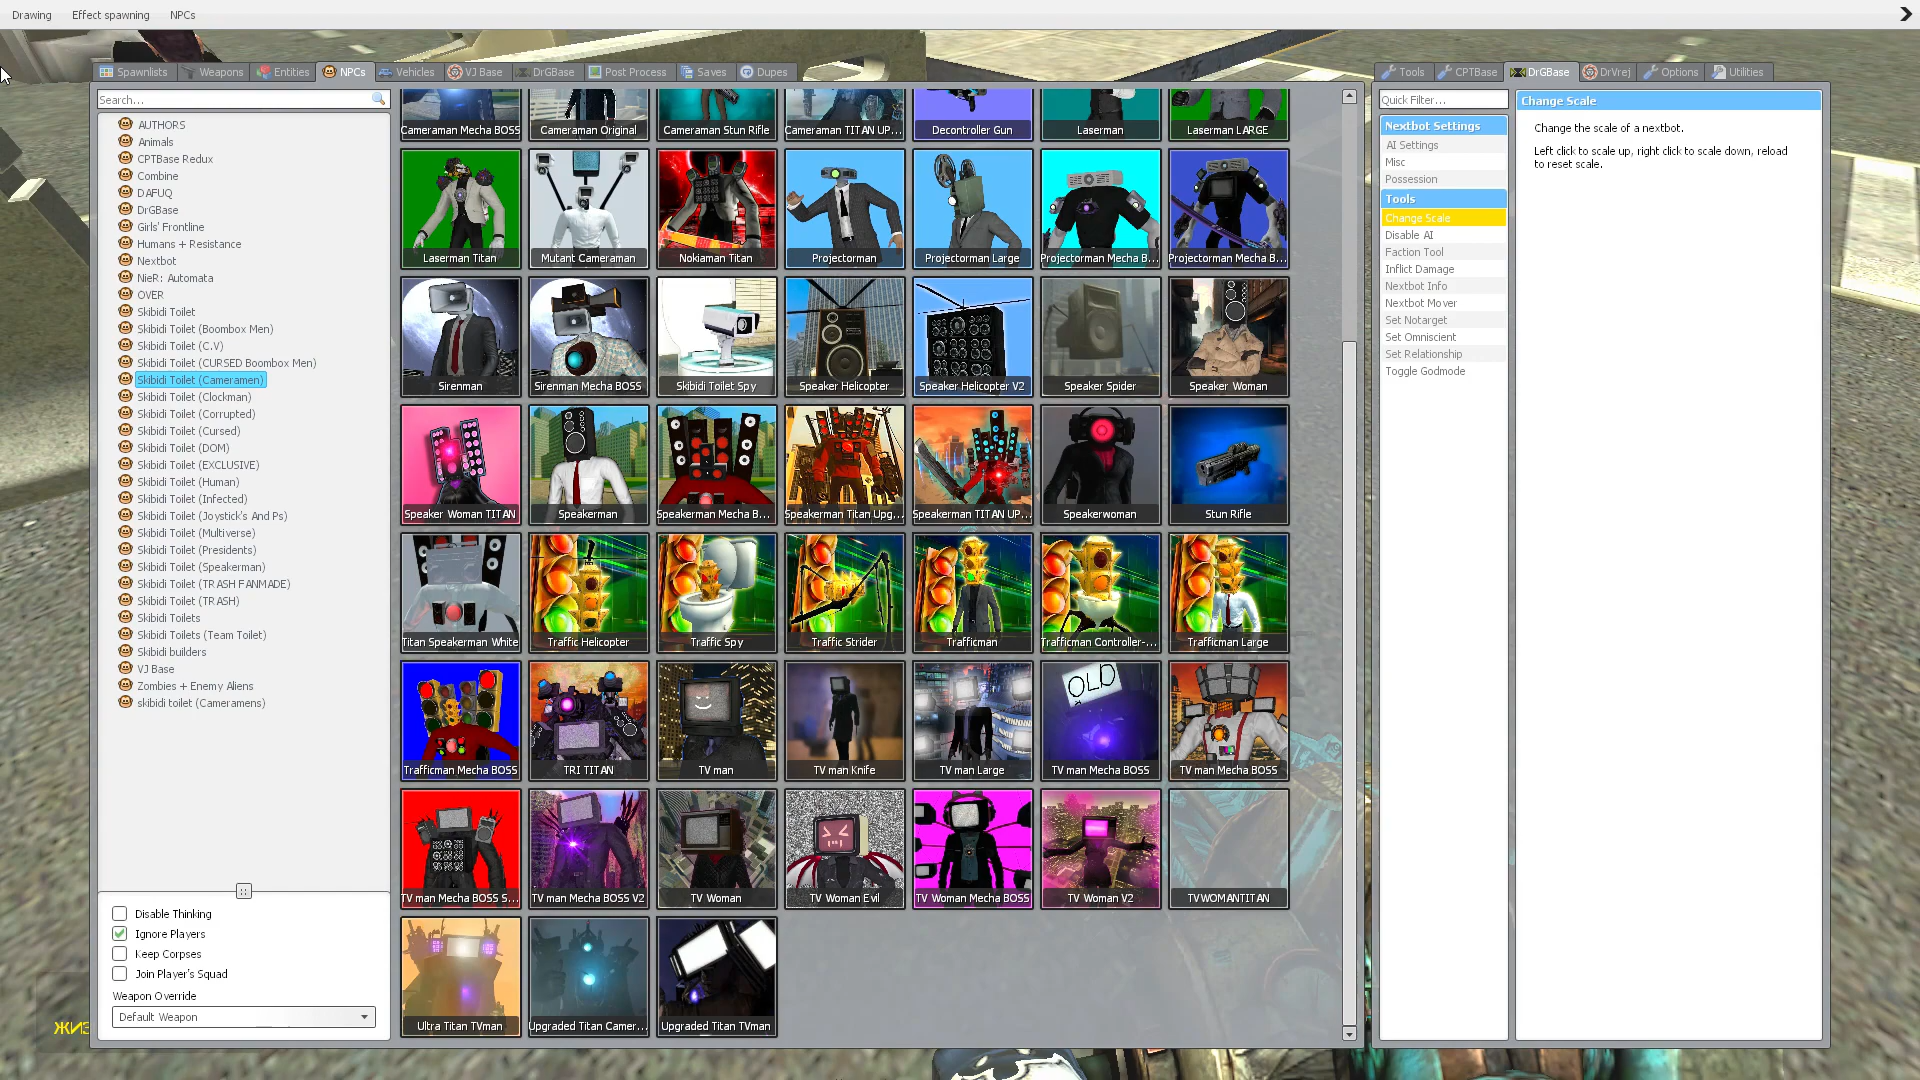 Drawing Effect spawning NPCs
Spawnlists Weapons Entities NPCs Vehicles VJ Base DrGBase Post Process Saves Dupes
Tools CPTBase DrGBase DrVrej Options Utilities
Search...
AUTHORS
Animals
CPTBase Redux
Combine
DAFUQ
DrGBase
Girls' Frontline
Humans + Resistance
Nextbot
NieR: Automata
OVER
Skibidi Toilet
Skibidi Toilet (Boombox Men)
Skibidi Toilet (C.V)
Skibidi Toilet (CURSED Boombox Men)
Skibidi Toilet (Cameramen)
Skibidi Toilet (Clockman)
Skibidi Toilet (Corrupted)
Skibidi Toilet (Cursed)
Skibidi Toilet (DOM)
Skibidi Toilet (EXCLUSIVE)
Skibidi Toilet (Human)
Skibidi Toilet (Infected)
Skibidi Toilet (Joystick's And Ps)
Skibidi Toilet (Multiverse)
Skibidi Toilet (Presidents)
Skibidi Toilet (Speakerman)
Skibidi Toilet (TRASH FANMADE)
Skibidi Toilet (TRASH)
Skibidi Toilets
Skibidi Toilets (Team Toilet)
Skibidi builders
VJ Base
Zombies + Enemy Aliens
skibidi toilet (Cameramens)
Disable Thinking
Ignore Players
Keep Corpses
Join Player's Squad
Weapon Override
Default Weapon
ЖИЗ
Cameraman Mecha BOSS Cameraman Original Cameraman Stun Rifle Cameraman TITAN UP... Decontroller Gun Laserman Laserman LARGE
Laserman Titan Mutant Cameraman Nokiaman Titan Projectorman Projectorman Large Projectorman Mecha B... Projectorman Mecha B...
Sirenman Sirenman Mecha BOSS Skibidi Toilet Spy Speaker Helicopter Speaker Helicopter V2 Speaker Spider Speaker Woman
Speaker Woman TITAN Speakerman Speakerman Mecha B... Speakerman Titan Upg... Speakerman TITAN UP... Speakerwoman Stun Rifle
Titan Speakerman White Traffic Helicopter Traffic Spy Traffic Strider Trafficman Trafficman Controller-... Trafficman Large
OLD
Trafficman Mecha BOSS TRI TITAN TV man TV man Knife TV man Large TV man Mecha BOSS TV man Mecha BOSS
TV man Mecha BOSS S... TV man Mecha BOSS V2 TV Woman TV Woman Evil TV Woman Mecha BOSS TV Woman V2 TVWOMANTITAN
Ultra Titan TVman Upgraded Titan Camer... Upgraded Titan TVman
Quick Filter...
Nextbot Settings
AI Settings
Misc
Possession
Tools
Change Scale
Disable AI
Faction Tool
Inflict Damage
Nextbot Info
Nextbot Mover
Set Notarget
Set Omniscient
Set Relationship
Toggle Godmode
Change Scale
Change the scale of a nextbot.
Left click to scale up, right click to scale down, reload
to reset scale.